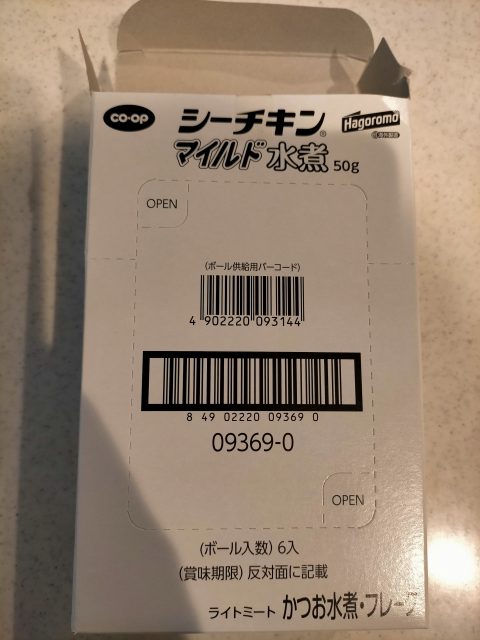 CO·OP
シーチキン®
Hagoromo
マイルド水煮 50g
OPEN
(ボール供給用バーコード)
4 902220 093144
8 49 02220 09369 0
09369-0
OPEN
(ボール入数) 6入
(賞味期限) 反対面に記載
ライトミート かつお水煮・フレーク